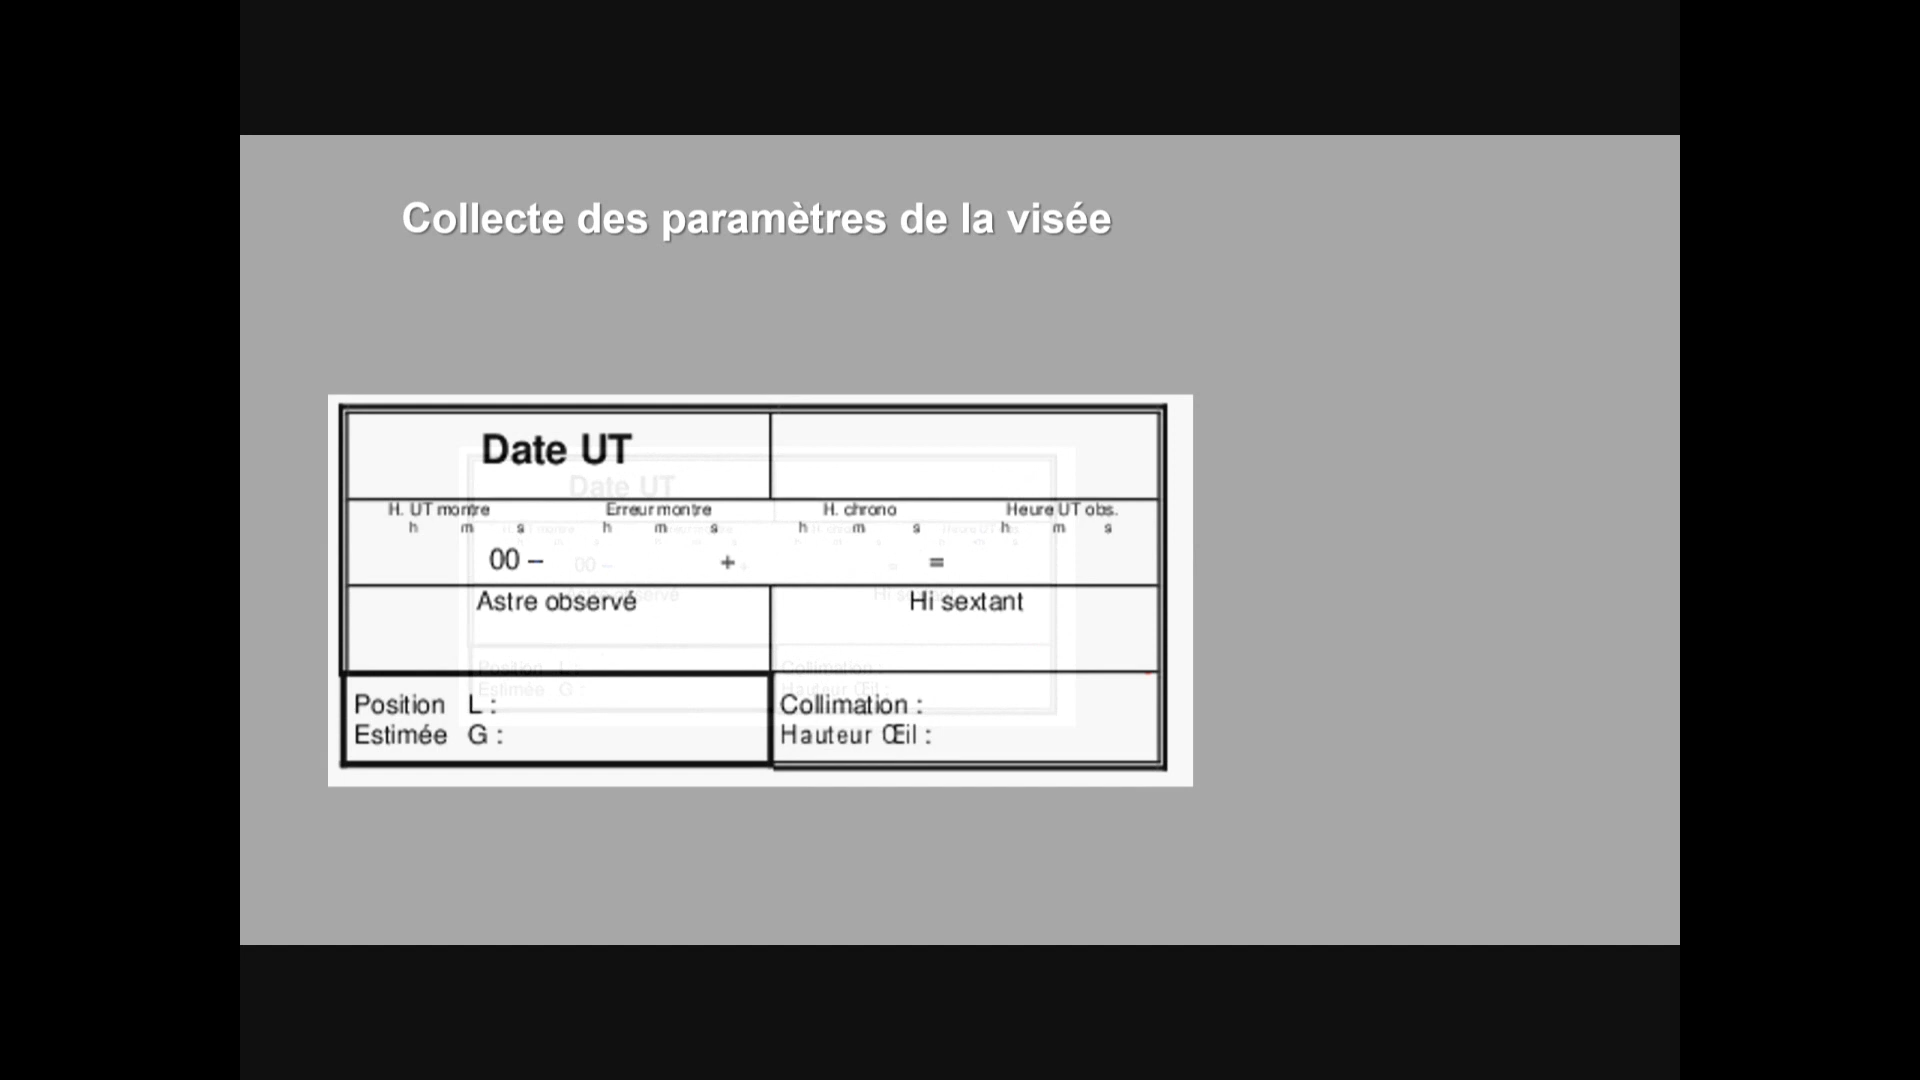 Collecte des paramètres de la visée
Date UT
H. UT montre Erreur montre H. chrono Heure UT obs.
h m s h m s h m s h m s
00 – + =
Astre observé Hi sextant
Position L : Collimation :
Estimée G : Hauteur Œil :